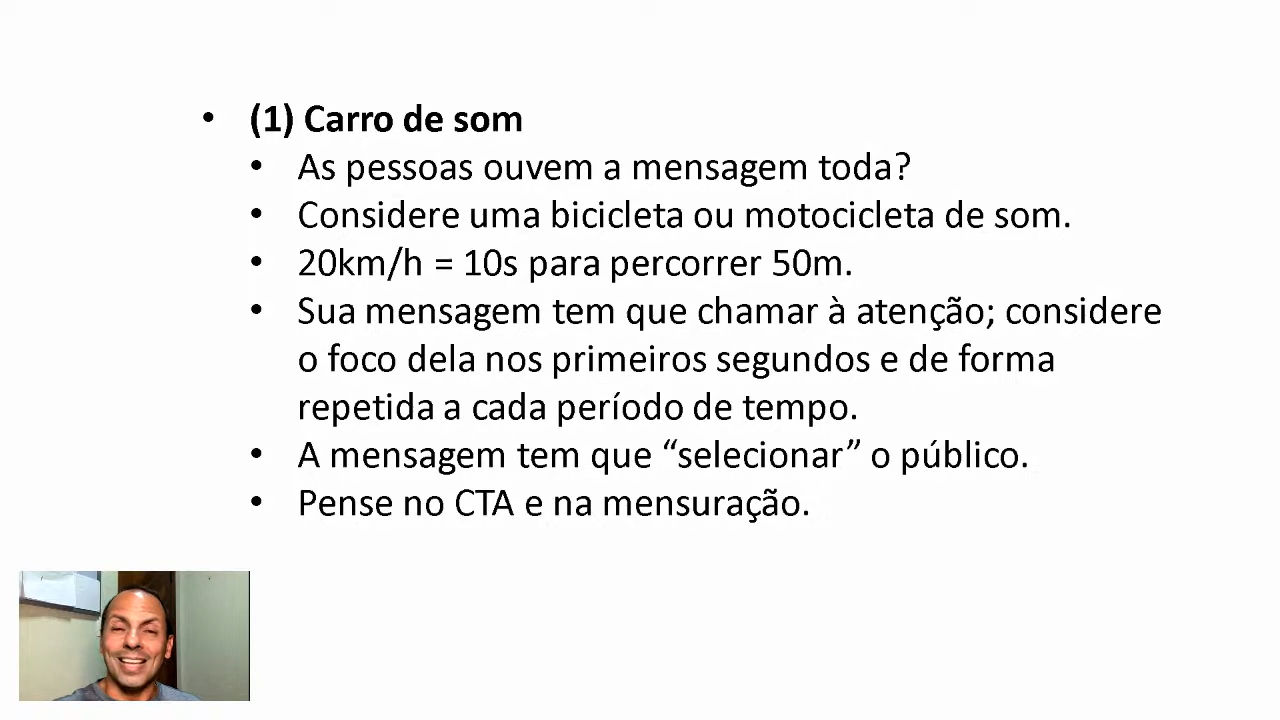 • (1) Carro de som
• As pessoas ouvem a mensagem toda?
• Considere uma bicicleta ou motocicleta de som.
• 20km/h = 10s para percorrer 50m.
• Sua mensagem tem que chamar à atenção; considere
o foco dela nos primeiros segundos e de forma
repetida a cada período de tempo.
• A mensagem tem que “selecionar” o público.
• Pense no CTA e na mensuração.